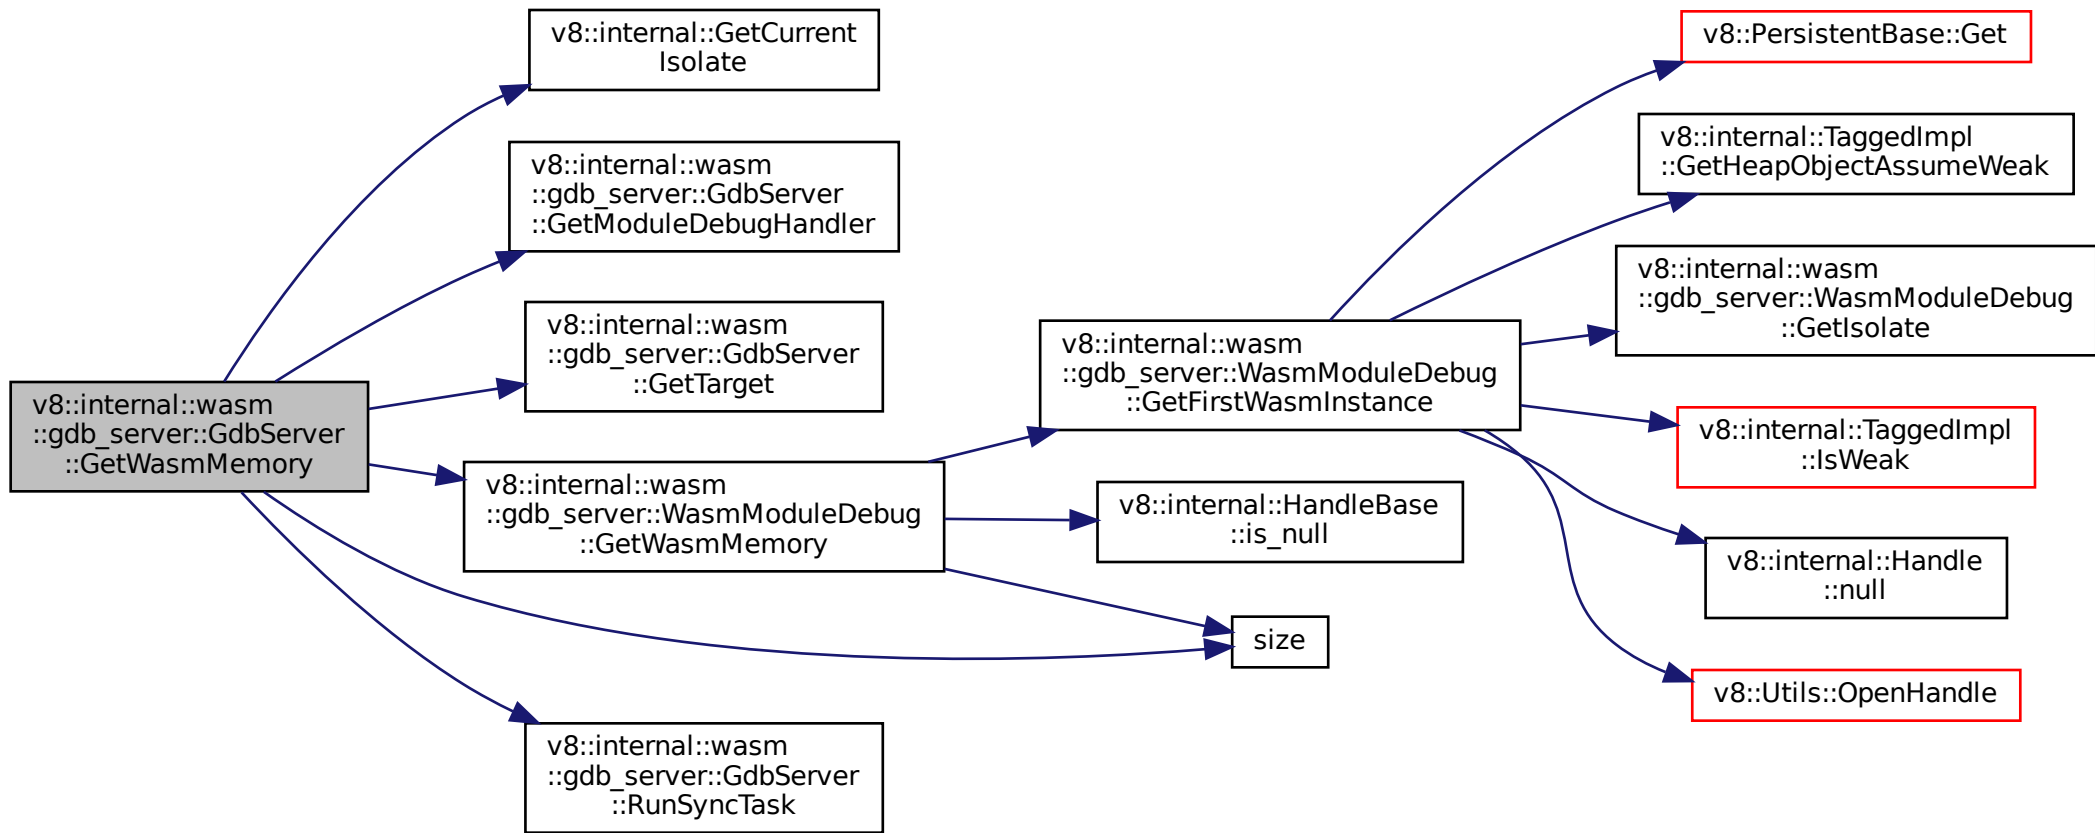 v8::internal::wasm
::gdb_server::GdbServer
::GetWasmMemory
v8::internal::GetCurrent
Isolate
v8::internal::wasm
::gdb_server::GdbServer
::GetModuleDebugHandler
v8::internal::wasm
::gdb_server::GdbServer
::GetTarget
v8::internal::wasm
::gdb_server::WasmModuleDebug
::GetWasmMemory
v8::internal::wasm
::gdb_server::GdbServer
::RunSyncTask
v8::internal::wasm
::gdb_server::WasmModuleDebug
::GetFirstWasmInstance
v8::internal::HandleBase
::is_null
size
v8::PersistentBase::Get
v8::internal::TaggedImpl
::GetHeapObjectAssumeWeak
v8::internal::wasm
::gdb_server::WasmModuleDebug
::GetIsolate
v8::internal::TaggedImpl
::IsWeak
v8::internal::Handle
::null
v8::Utils::OpenHandle